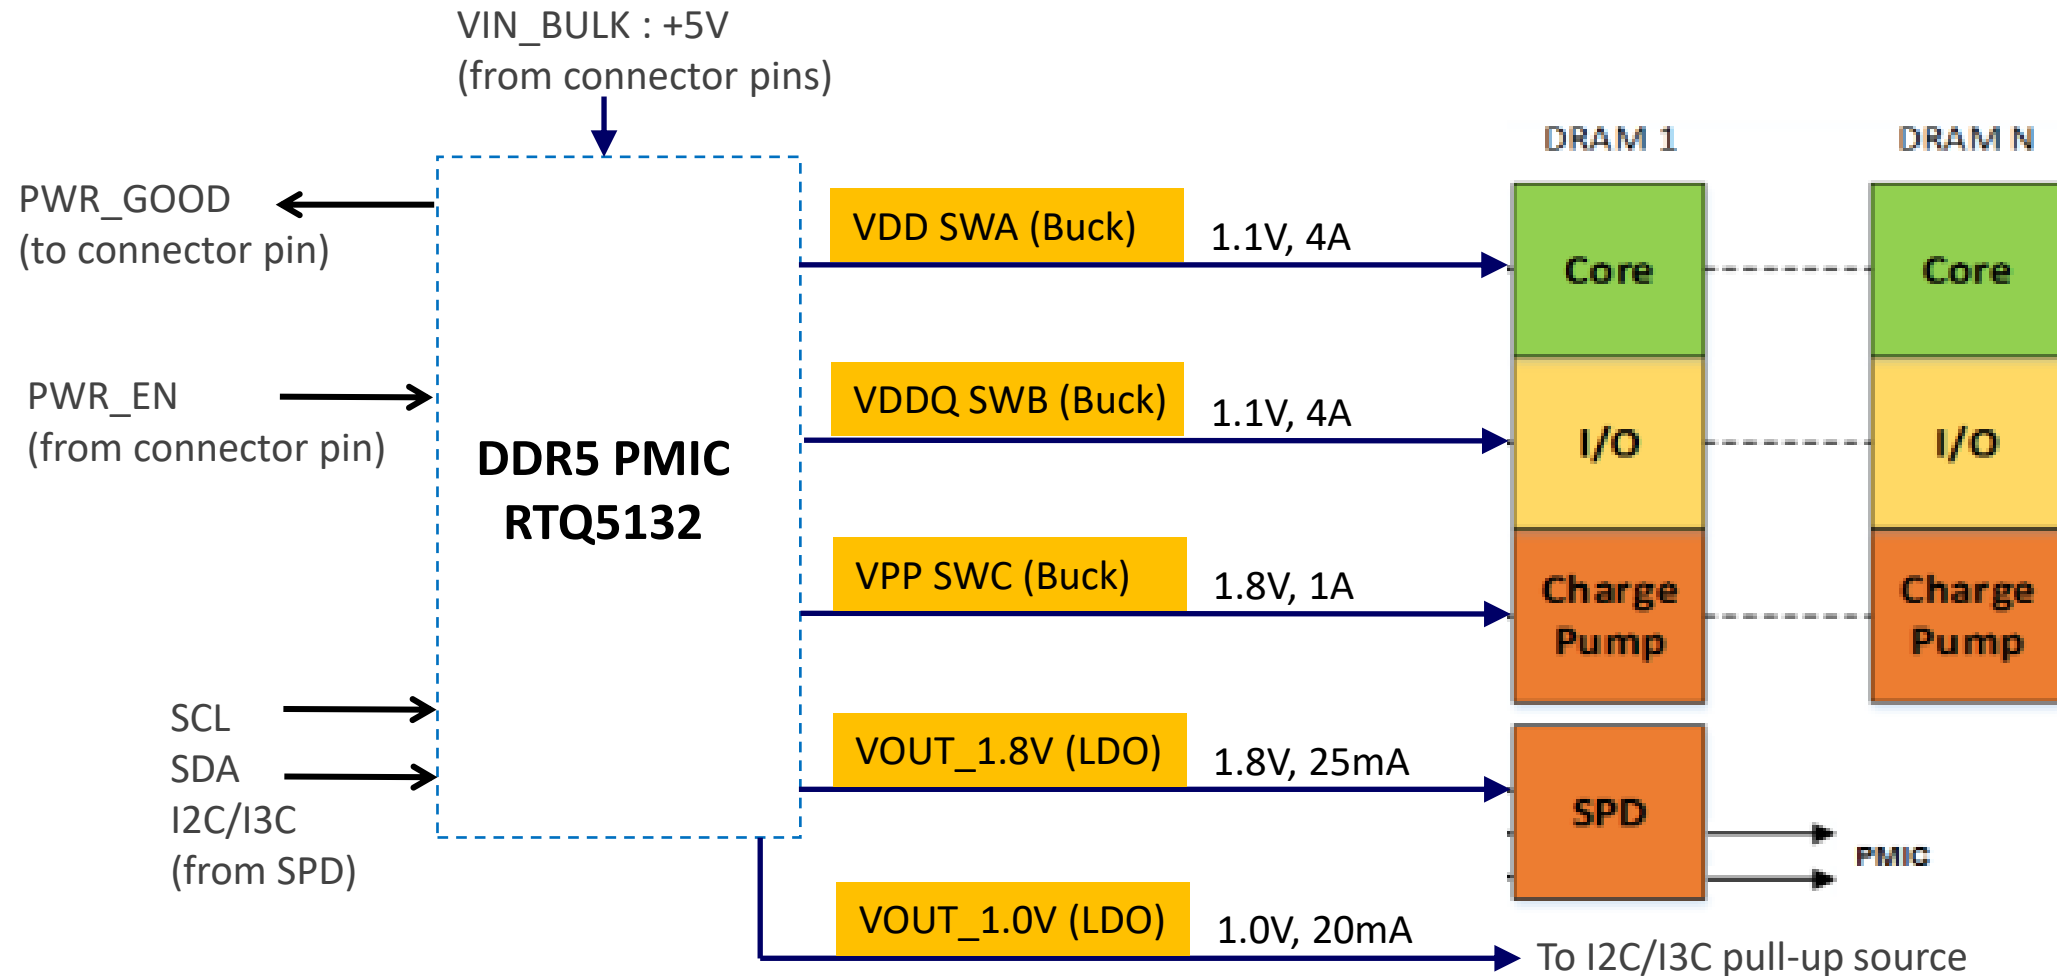 VIN_BULK : +5V
(from connector pins)
DRAM 1
DRAM N
PWR_GOOD
(to connector pin)
VDD SWA (Buck)
1.1V, 4A
Core
Core
PWR_EN
(from connector pin)
VDDQ SWB (Buck)
1.1V, 4A
I/O
I/O
DDR5 PMIC
RTQ5132
VPP SWC (Buck)
1.8V, 1A
Charge
Pump
Charge
Pump
SCL
SDA
I2C/I3C
(from SPD)
VOUT_1.8V (LDO)
1.8V, 25mA
SPD
PMIC
VOUT_1.0V (LDO)
1.0V, 20mA
To I2C/I3C pull-up source